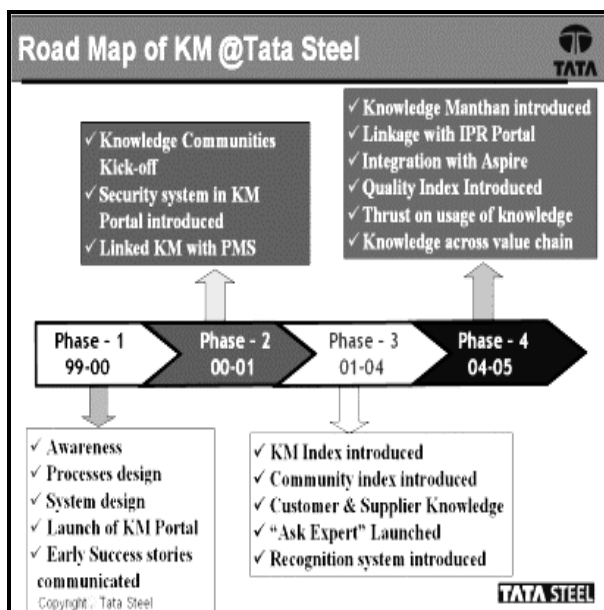 Road Map of KM @Tata Steel
TATA
✓ Knowledge Communities
Kick-off
✓ Security system in KM
Portal introduced
✓ Linked KM with PMS
✓ Knowledge Manthan introduced
✓ Linkage with IPR Portal
✓ Integration with Aspire
✓ Quality Index Introduced
✓ Thrust on usage of knowledge
✓ Knowledge across value chain
Phase - 1
99-00
Phase - 2
00-01
Phase - 3
01-04
Phase - 4
04-05
✓ Awareness
✓ Processes design
✓ System design
✓ Launch of KM Portal
✓ Early Success stories
communicated
Copyright: Tata Steel
✓ KM Index introduced
✓ Community index introduced
✓ Customer & Supplier Knowledge
✓ “Ask Expert” Launched
✓ Recognition system introduced
TATA STEEL